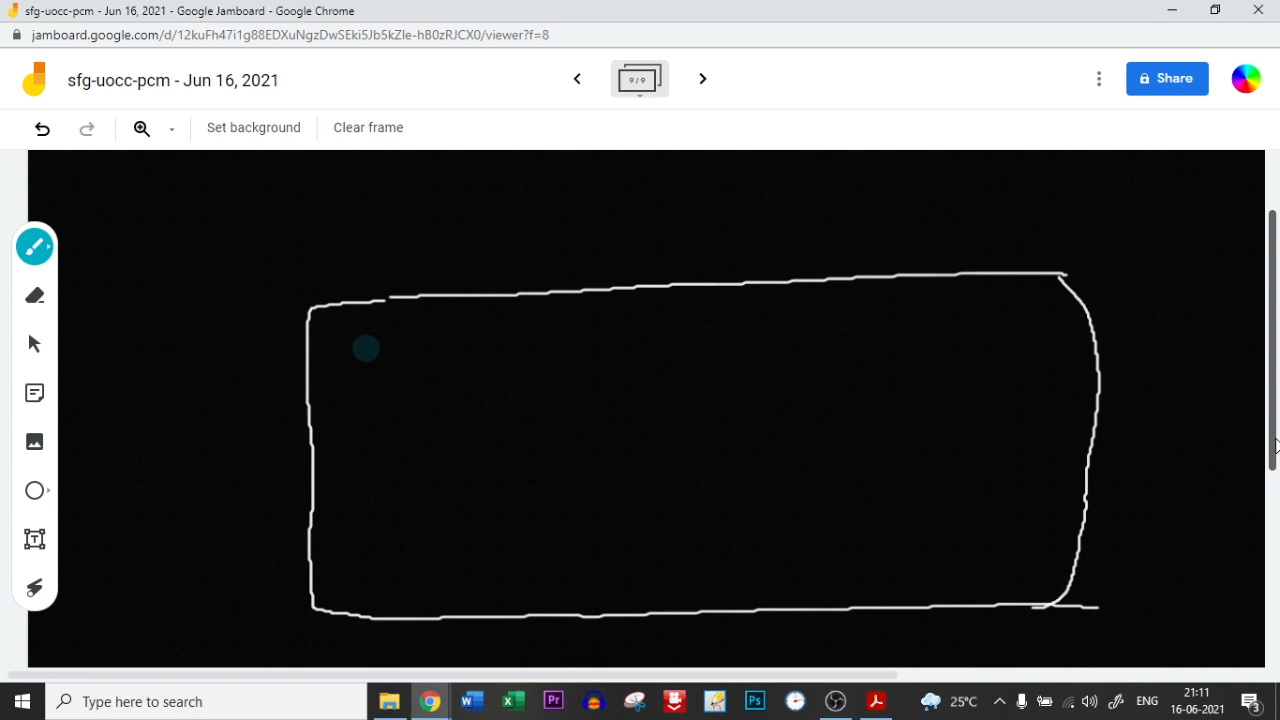 sfg-uocc-pcm - Jun 16, 2021 - Google Jamboard - Google Chrome
jamboard.google.com/d/12kuFh47i1g88EDXuNgzDwSEki5Jb5kZle-hB0zRJCX0/viewer?f=8
sfg-uocc-pcm - Jun 16, 2021
9 / 9
Share
Set background
Clear frame
Type here to search
25°C
ENG
21:11
16-06-2021
3